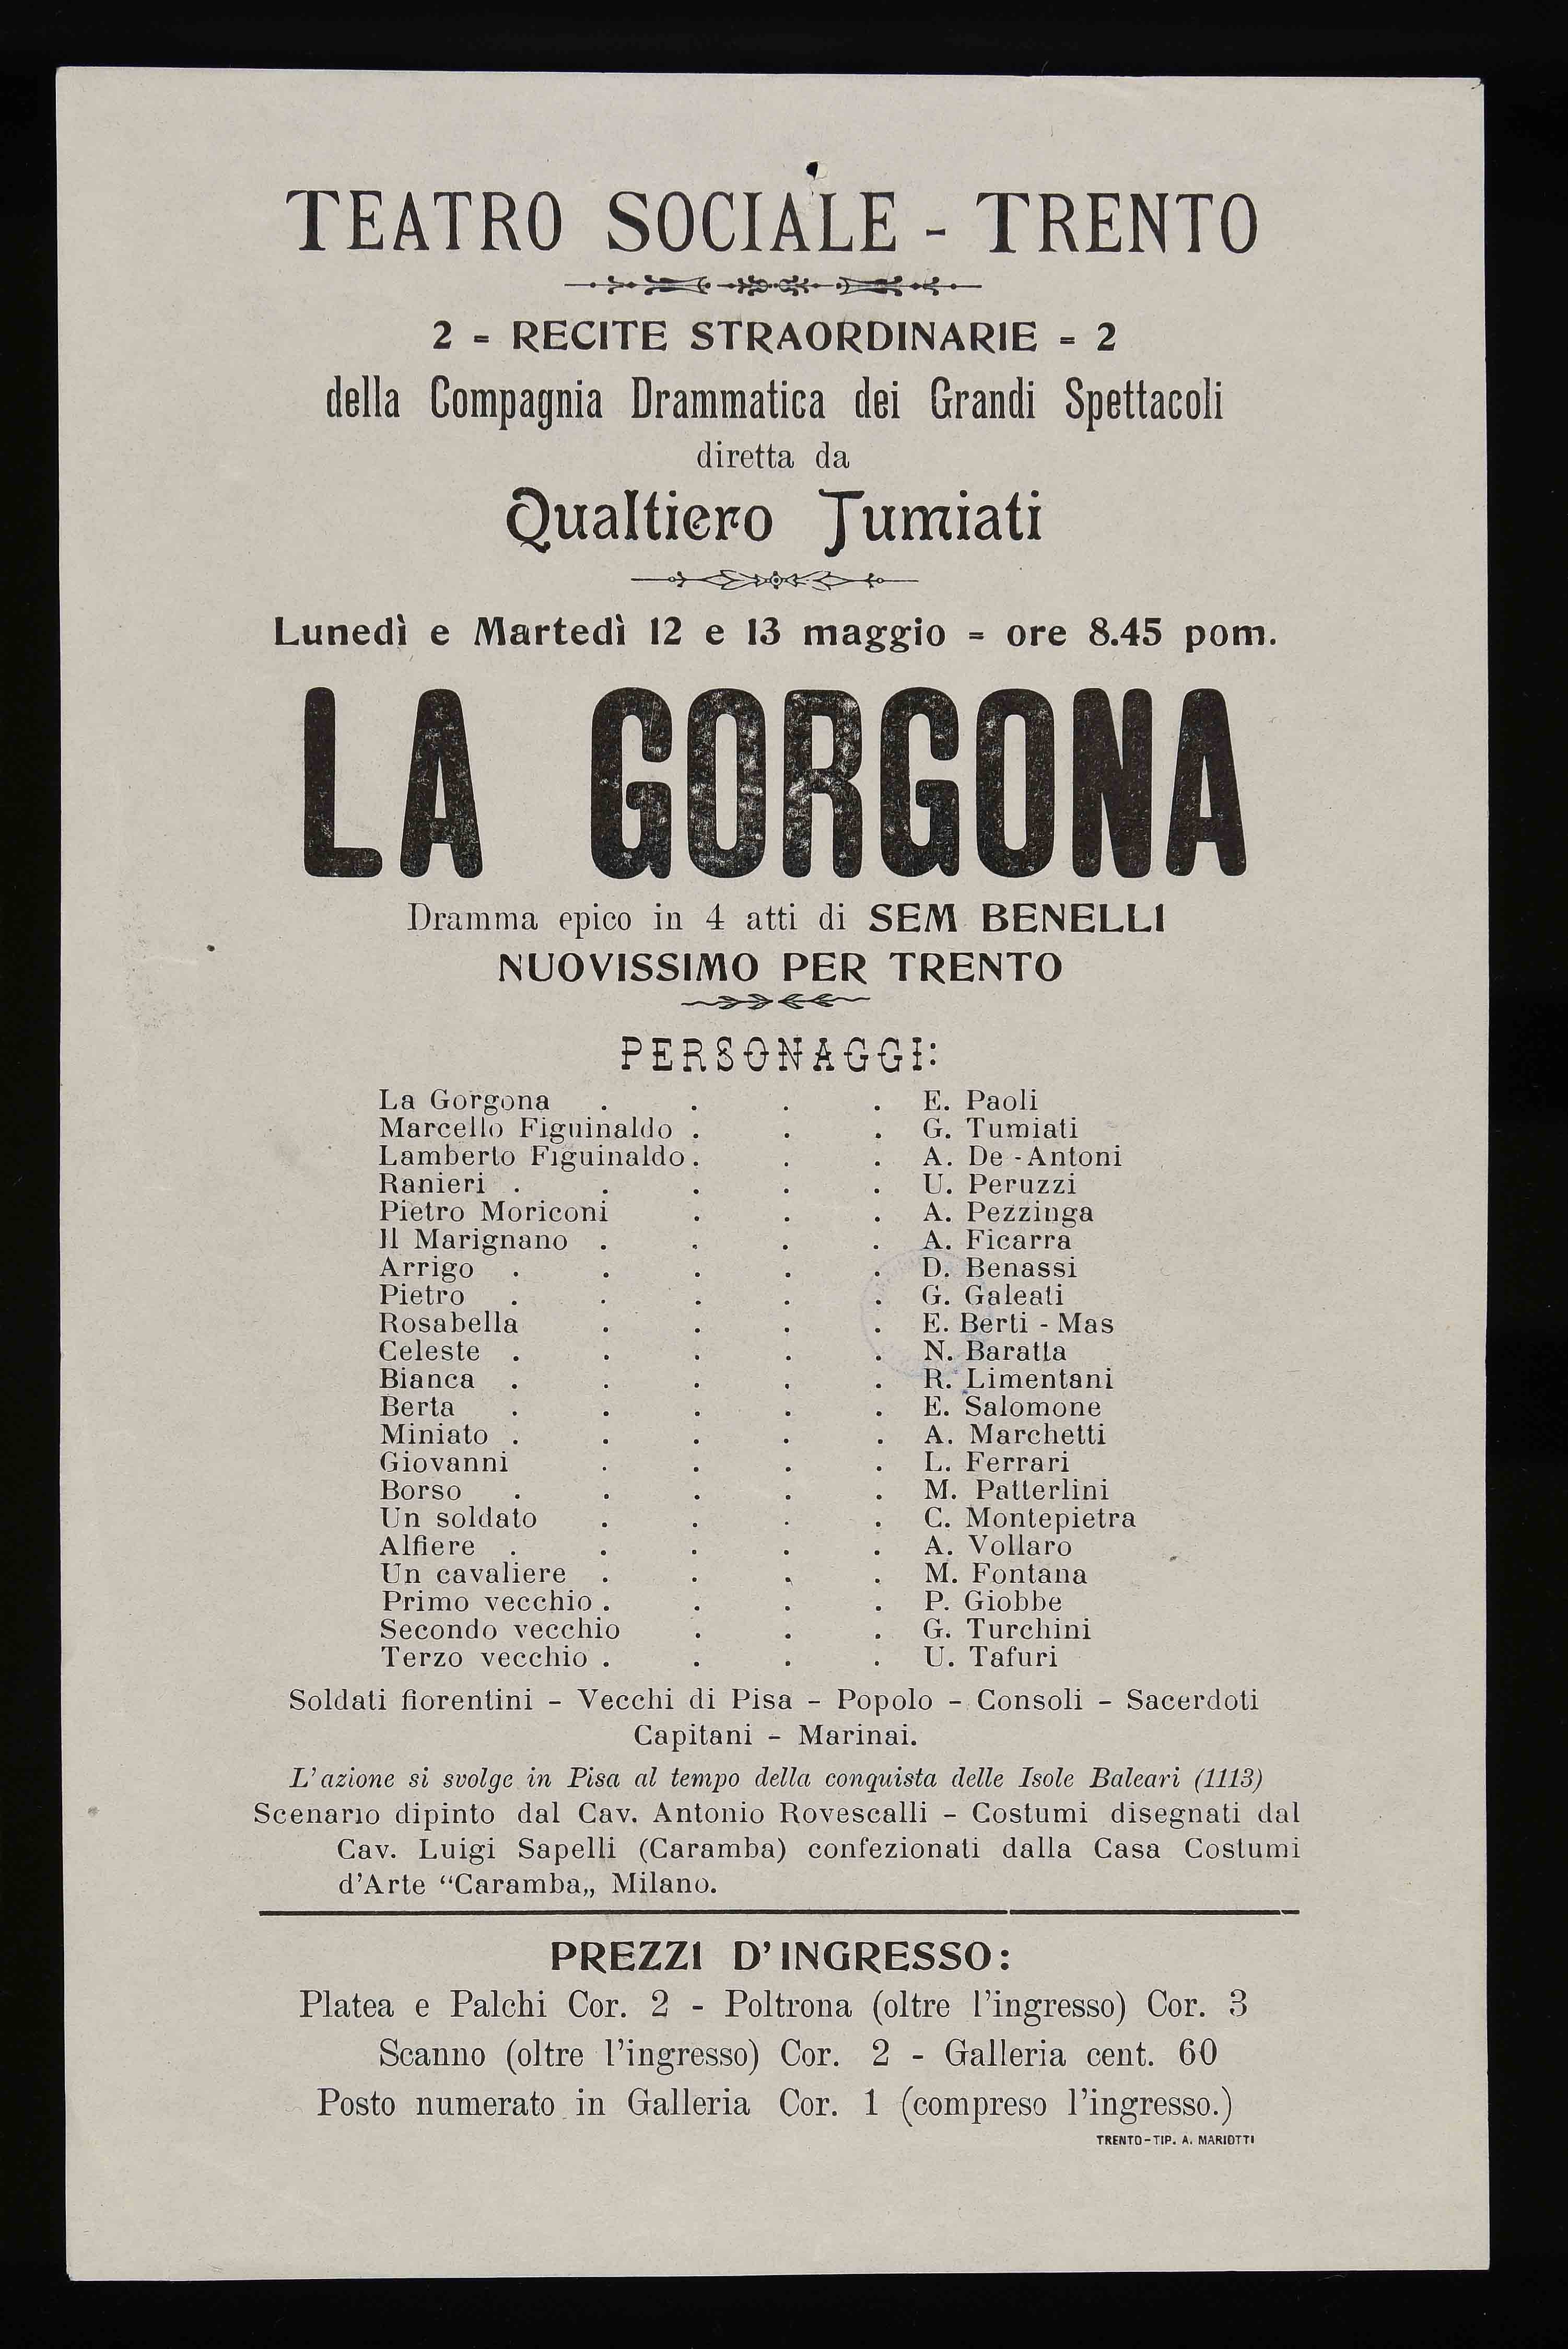 TEATRO SOCIALE - TRENTO
2 = RECITE STRAORDINARIE = 2
della Compagnia Drammatica dei Grandi Spettacoli
diretta da
Qualtiero Tumiati
Lunedì e Martedì 12 e 13 maggio = ore 8.45 pom.
LA GORGONA
Dramma epico in 4 atti di SEM BENELLI
NUOVISSIMO PER TRENTO
PERSONAGGI:
La Gorgona . . . . E. Paoli
Marcello Figuinaldo . . . G. Tumiati
Lamberto Figuinaldo . . . A. De - Antoni
Ranieri . . . . . U. Peruzzi
Pietro Moriconi . . . A. Pezzinga
Il Marignano . . . . A. Ficarra
Arrigo . . . . . D. Benassi
Pietro . . . . . G. Galeati
Rosabella . . . . E. Berti - Mas
Celeste . . . . . N. Baratta
Bianca . . . . . R. Limentani
Berta . . . . . E. Salomone
Miniato . . . . . A. Marchetti
Giovanni . . . . L. Ferrari
Borso . . . . . M. Patterlini
Un soldato . . . . C. Montepietra
Alfiere . . . . . A. Vollaro
Un cavaliere . . . . M. Fontana
Primo vecchio . . . . P. Giobbe
Secondo vecchio . . . G. Turchini
Terzo vecchio . . . . U. Tafuri
Soldati fiorentini - Vecchi di Pisa - Popolo - Consoli - Sacerdoti
Capitani - Marinai.
L'azione si svolge in Pisa al tempo della conquista delle Isole Baleari (1113)
Scenario dipinto dal Cav. Antonio Rovescalli - Costumi disegnati dal
Cav. Luigi Sapelli (Caramba) confezionati dalla Casa Costumi
d'Arte “Caramba„ Milano.
PREZZI D'INGRESSO:
Platea e Palchi Cor. 2 - Poltrona (oltre l'ingresso) Cor. 3
Scanno (oltre l'ingresso) Cor. 2 - Galleria cent. 60
Posto numerato in Galleria Cor. 1 (compreso l'ingresso.)
TRENTO-TIP. A. MARIOTTI